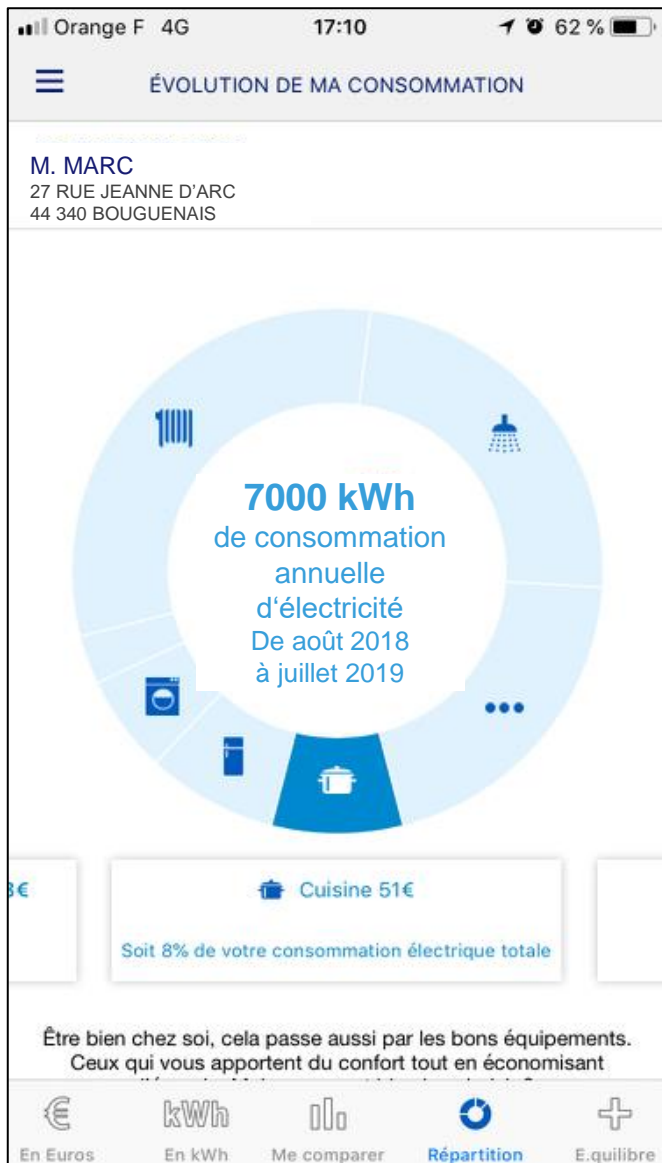 Orange F 4G 17:10 62 %
ÉVOLUTION DE MA CONSOMMATION
M. MARC
27 RUE JEANNE D'ARC
44 340 BOUGUENAIS
7000 kWh
de consommation
annuelle
d‘électricité
De août 2018
à juillet 2019
€
Cuisine 51€
Soit 8% de votre consommation électrique totale
Être bien chez soi, cela passe aussi par les bons équipements.
Ceux qui vous apportent du confort tout en économisant
€ kWh
En Euros En kWh Me comparer Répartition E.quilibre